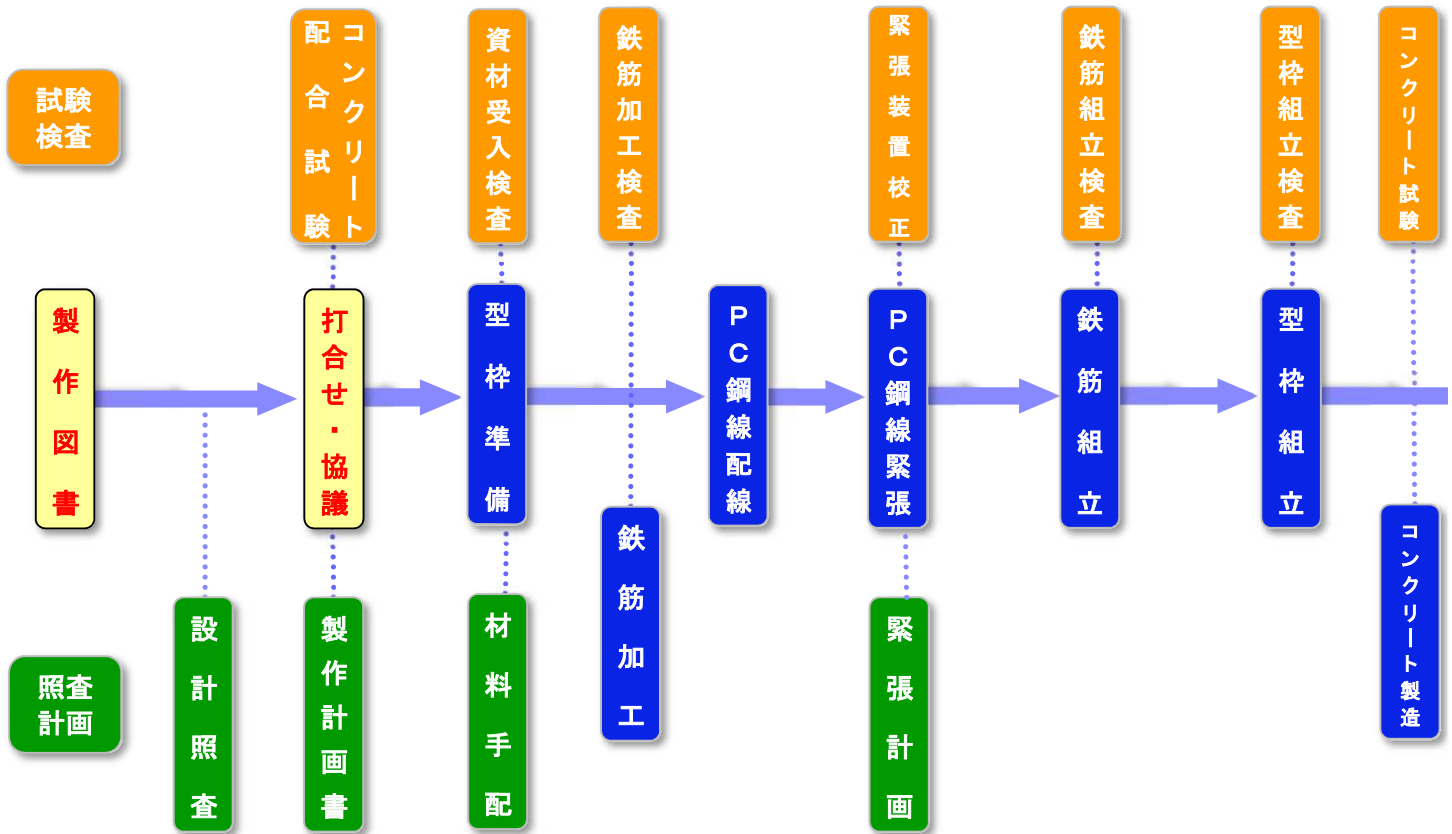 試験
検査
コンクリート
配合試験
資材受入検査
鉄筋加工検査
緊張装置校正
鉄筋組立検査
型枠組立検査
コンクリート試験
製作図書
打合せ・協議
型枠準備
PC鋼線配線
PC鋼線緊張
鉄筋組立
型枠組立
鉄筋加工
コンクリート製造
照査
計画
設計照査
製作計画書
材料手配
緊張計画